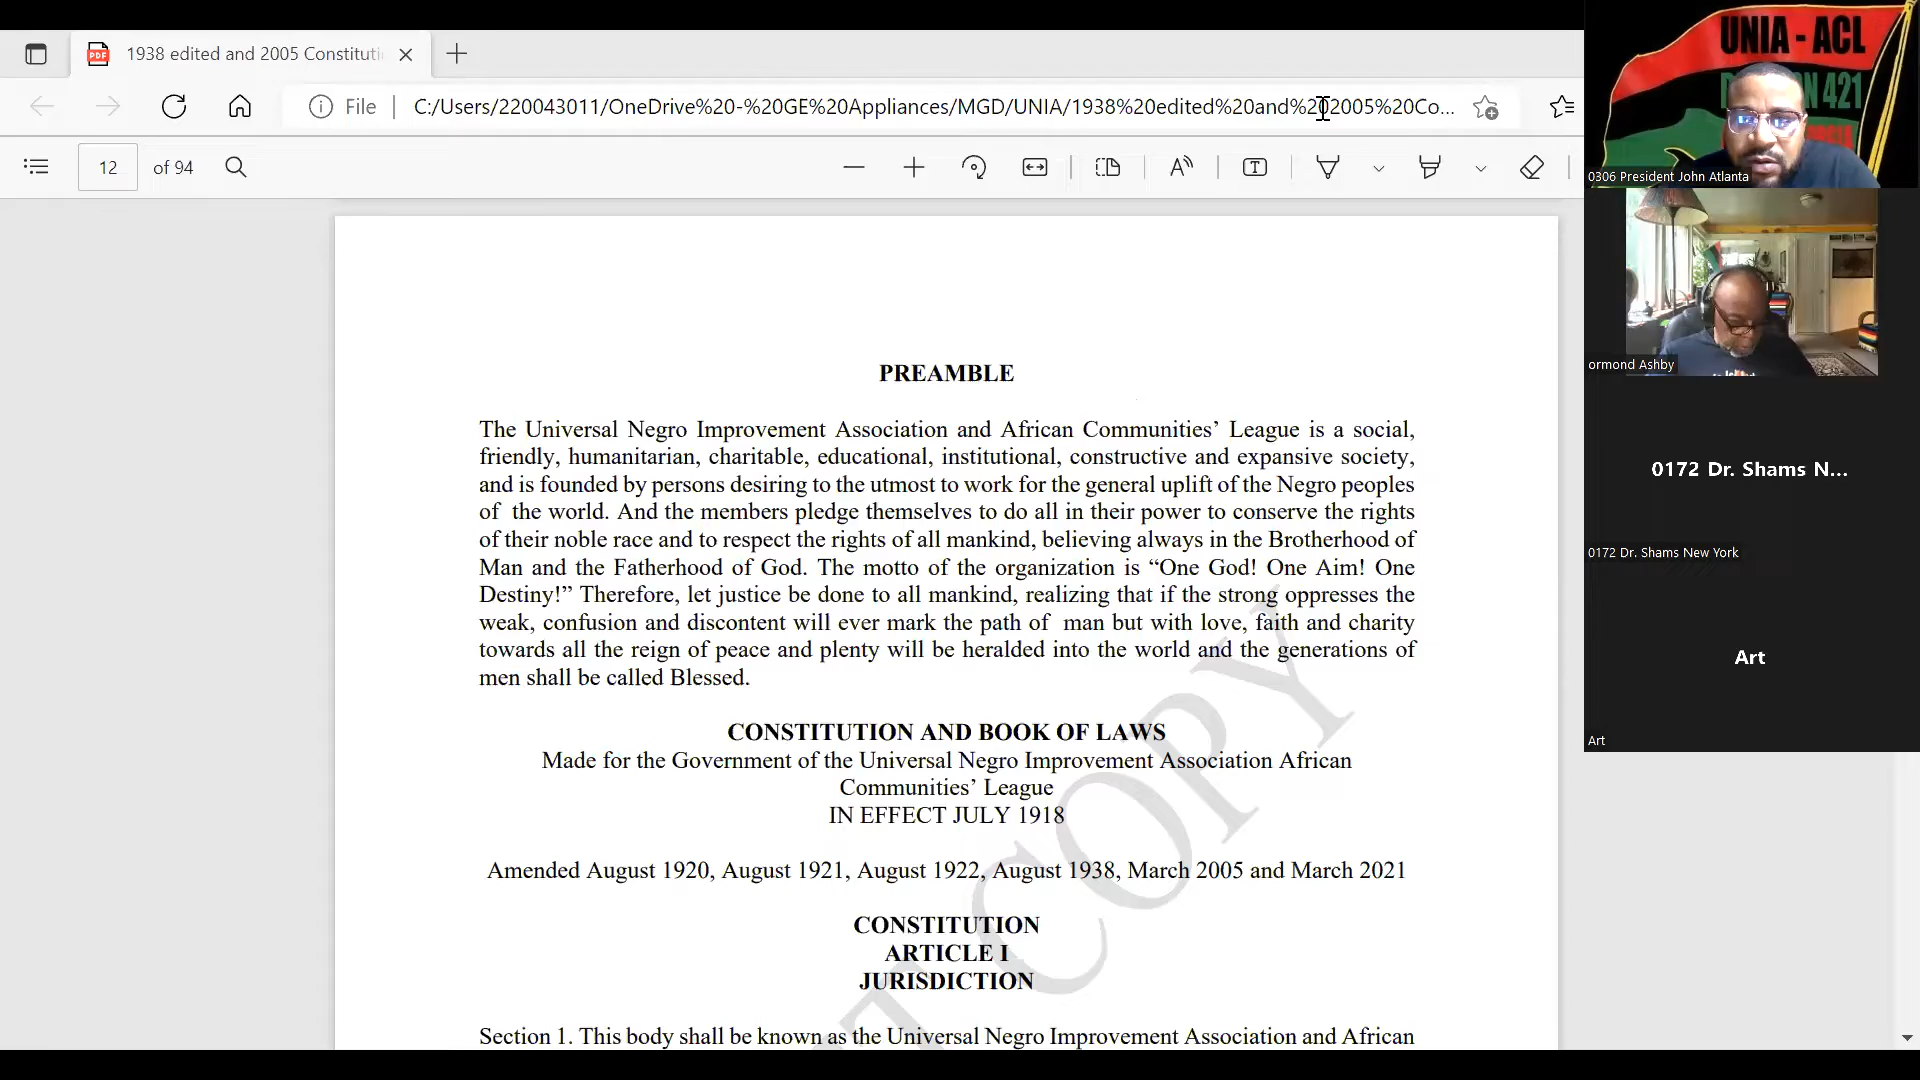 1938 edited and 2005 Constituti
File
C:/Users/220043011/OneDrive%20-%20GE%20Appliances/MGD/UNIA/1938%20edited%20and%202005%20Co...
12 of 94
PREAMBLE
The Universal Negro Improvement Association and African Communities’ League is a social,
friendly, humanitarian, charitable, educational, institutional, constructive and expansive society,
and is founded by persons desiring to the utmost to work for the general uplift of the Negro peoples
of the world. And the members pledge themselves to do all in their power to conserve the rights
of their noble race and to respect the rights of all mankind, believing always in the Brotherhood of
Man and the Fatherhood of God. The motto of the organization is “One God! One Aim! One
Destiny!” Therefore, let justice be done to all mankind, realizing that if the strong oppresses the
weak, confusion and discontent will ever mark the path of man but with love, faith and charity
towards all the reign of peace and plenty will be heralded into the world and the generations of
men shall be called Blessed.
CONSTITUTION AND BOOK OF LAWS
Made for the Government of the Universal Negro Improvement Association African
Communities’ League
IN EFFECT JULY 1918
Amended August 1920, August 1921, August 1922, August 1938, March 2005 and March 2021
CONSTITUTION
ARTICLE I
JURISDICTION
Section 1. This body shall be known as the Universal Negro Improvement Association and African
COPY
UNIA - ACL
421
0306 President John Atlanta
ormond Ashby
0172 Dr. Shams N...
0172 Dr. Shams New York
Art
Art